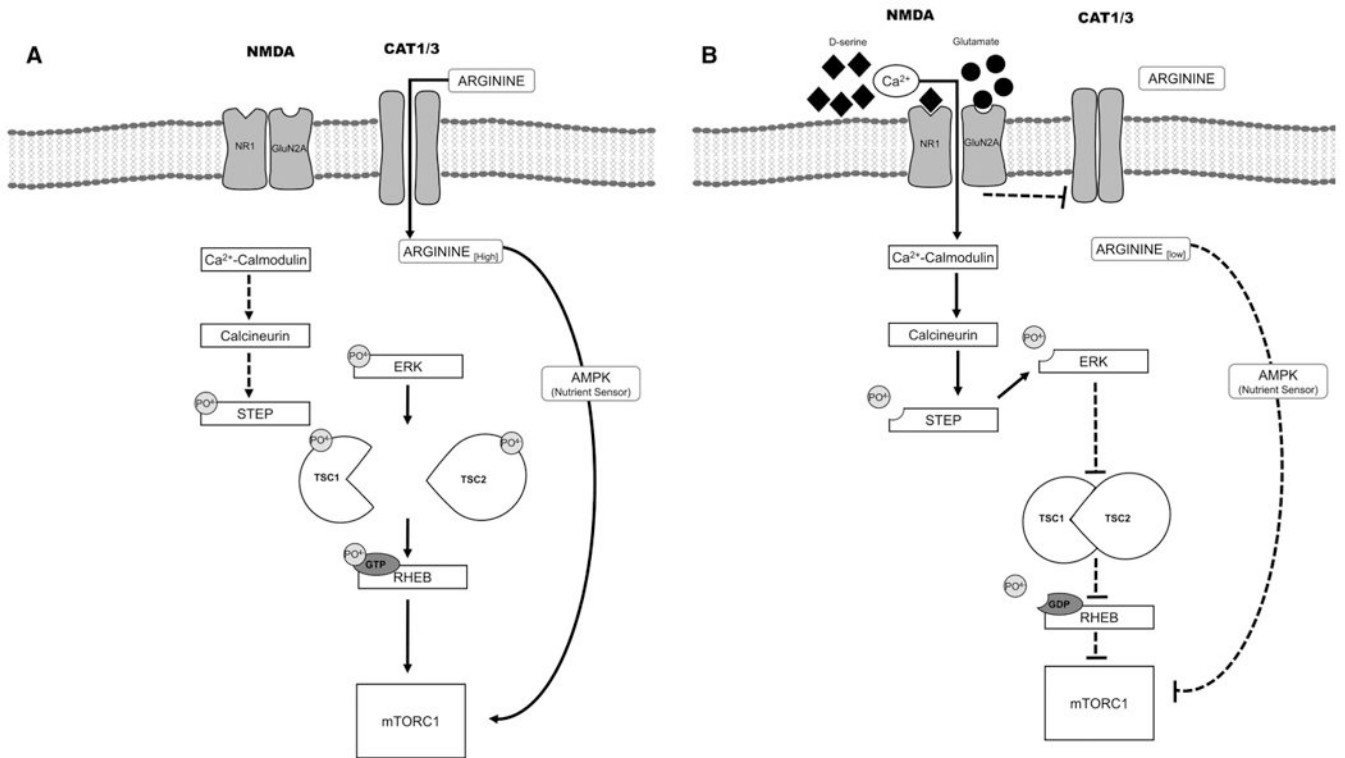 A
NMDA
CAT1/3
ARGININE
NR1
GluN2A
Ca²⁺-Calmodulin
ARGININE [High]
Calcineurin
PO⁴
ERK
PO⁴
STEP
AMPK
(Nutrient Sensor)
PO⁴
TSC1
PO⁴
TSC2
PO⁴
GTP
RHEB
mTORC1
B
NMDA
CAT1/3
D-serine
Glutamate
Ca²⁺
ARGININE
NR1
GluN2A
Ca²⁺-Calmodulin
ARGININE [low]
Calcineurin
PO⁴
ERK
PO⁴
STEP
AMPK
(Nutrient Sensor)
TSC1
TSC2
PO⁴
GDP
RHEB
mTORC1